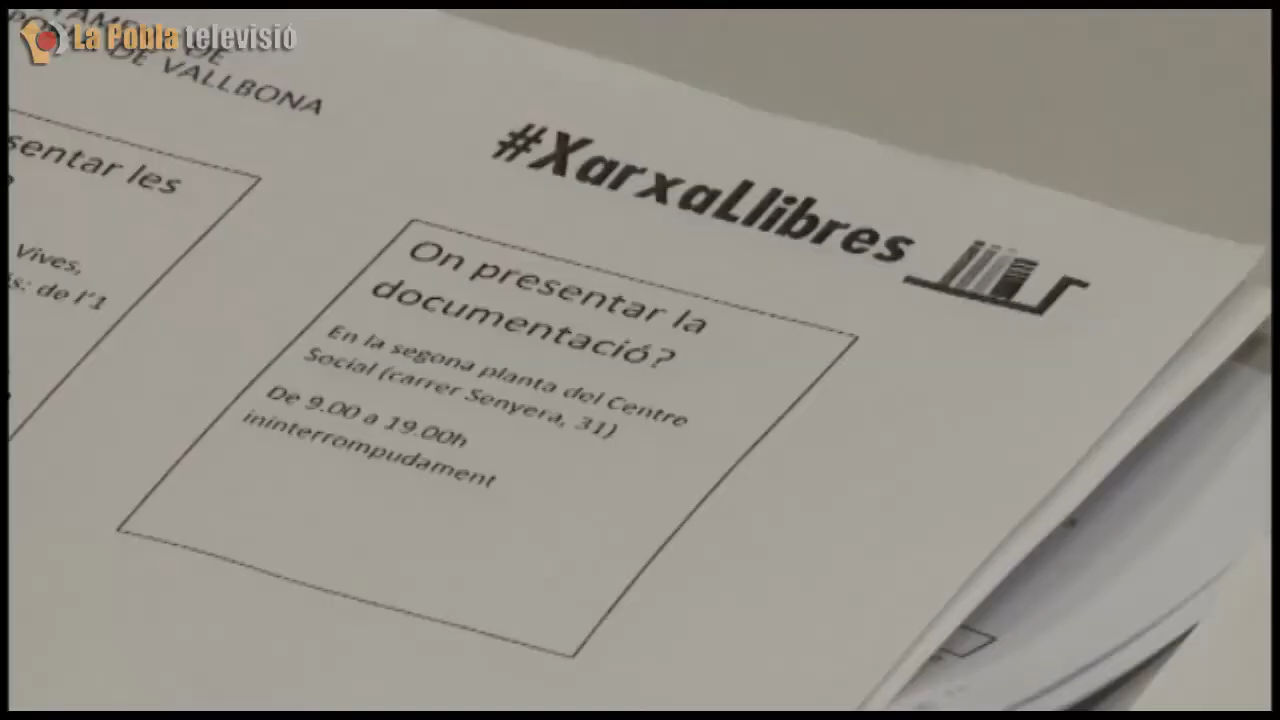 La Pobla televisió
DE VALLBONA
#XarxaLlibres
sentar les
?
Vives,
s: de l'1
On presentar la
documentació?
En la segona planta del Centre
Social (carrer Senyera, 31)
De 9.00 a 19.00h
ininterrompudament